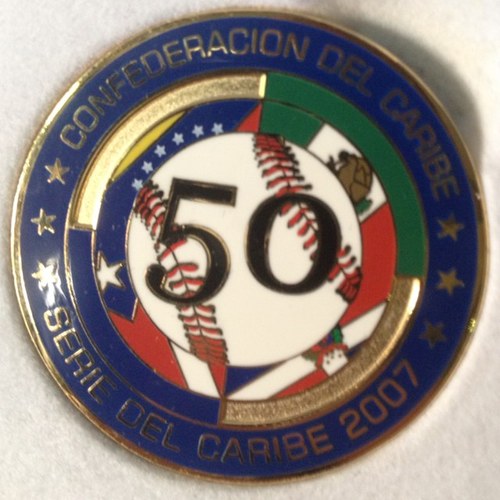 CONFEDERACION DEL CARIBE
50
SERIE DEL CARIBE 2007